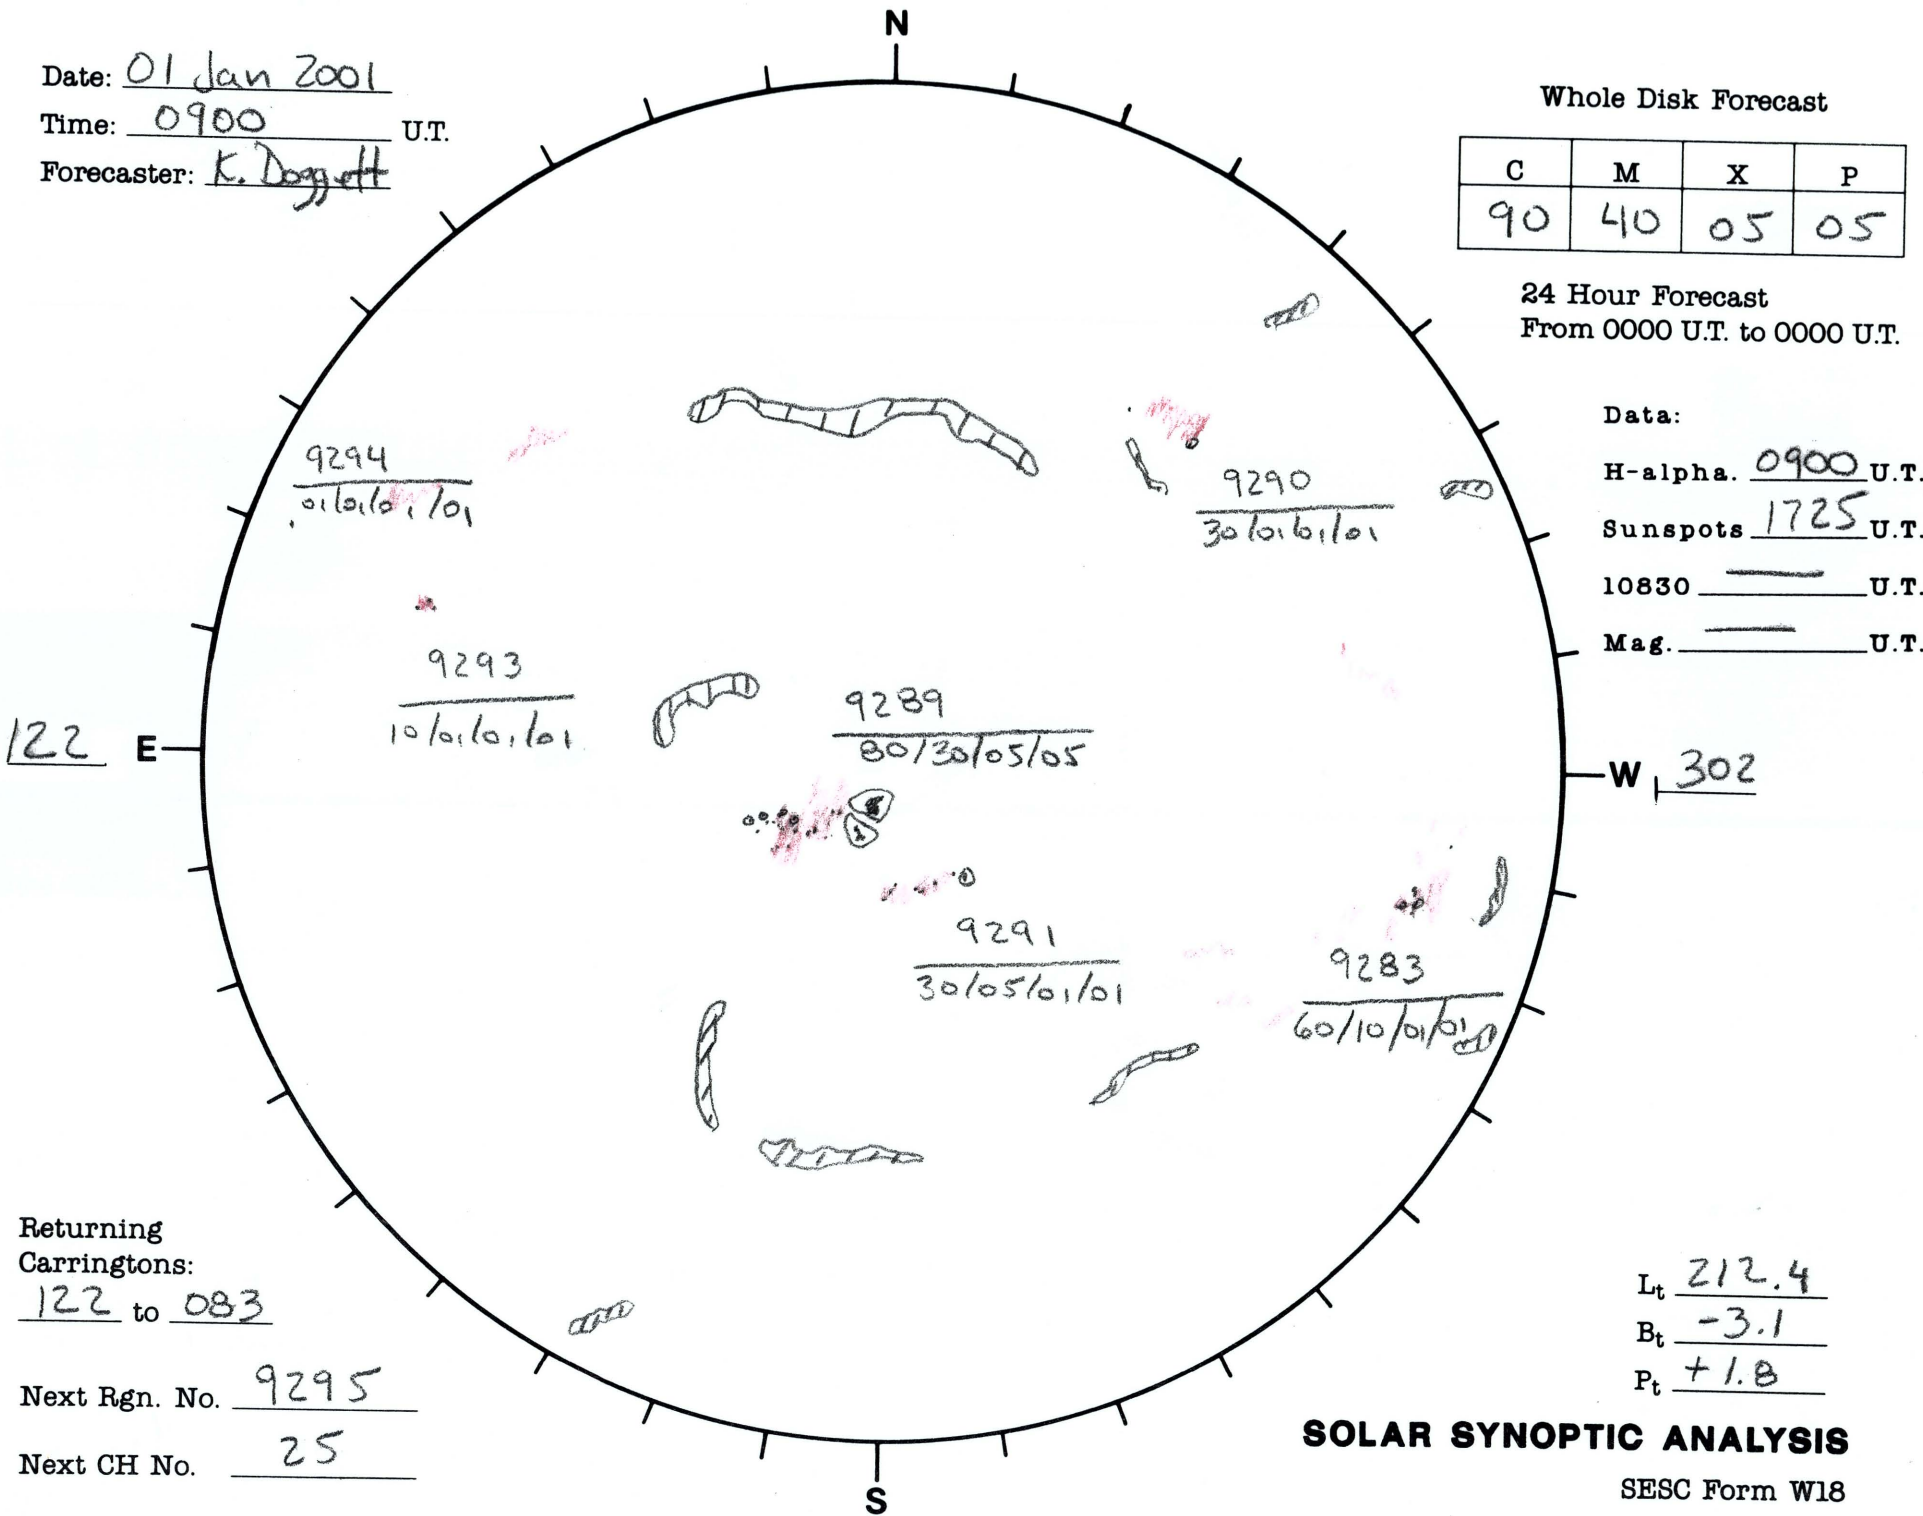 N
Date: 01 Jan 2001
Time: 0900 U.T.
Forecaster: K. Doggett
Whole Disk Forecast
C M X P
90 40 05 05
24 Hour Forecast
From 0000 U.T. to 0000 U.T.
Data:
H-alpha. 0900 U.T.
Sunspots 1725 U.T.
10830 — U.T.
Mag. — U.T.
9294
01/01/01/01
9290
30/01/01/01
9293
10/01/01/01
9289
80/30/05/05
122 E
W 302
9291
30/05/01/01
9283
60/10/01/01
Returning
Carringtons:
122 to 083
Next Rgn. No. 9295
Next CH No. 25
Lt 212.4
Bt -3.1
Pt +1.8
SOLAR SYNOPTIC ANALYSIS
SESC Form W18
S